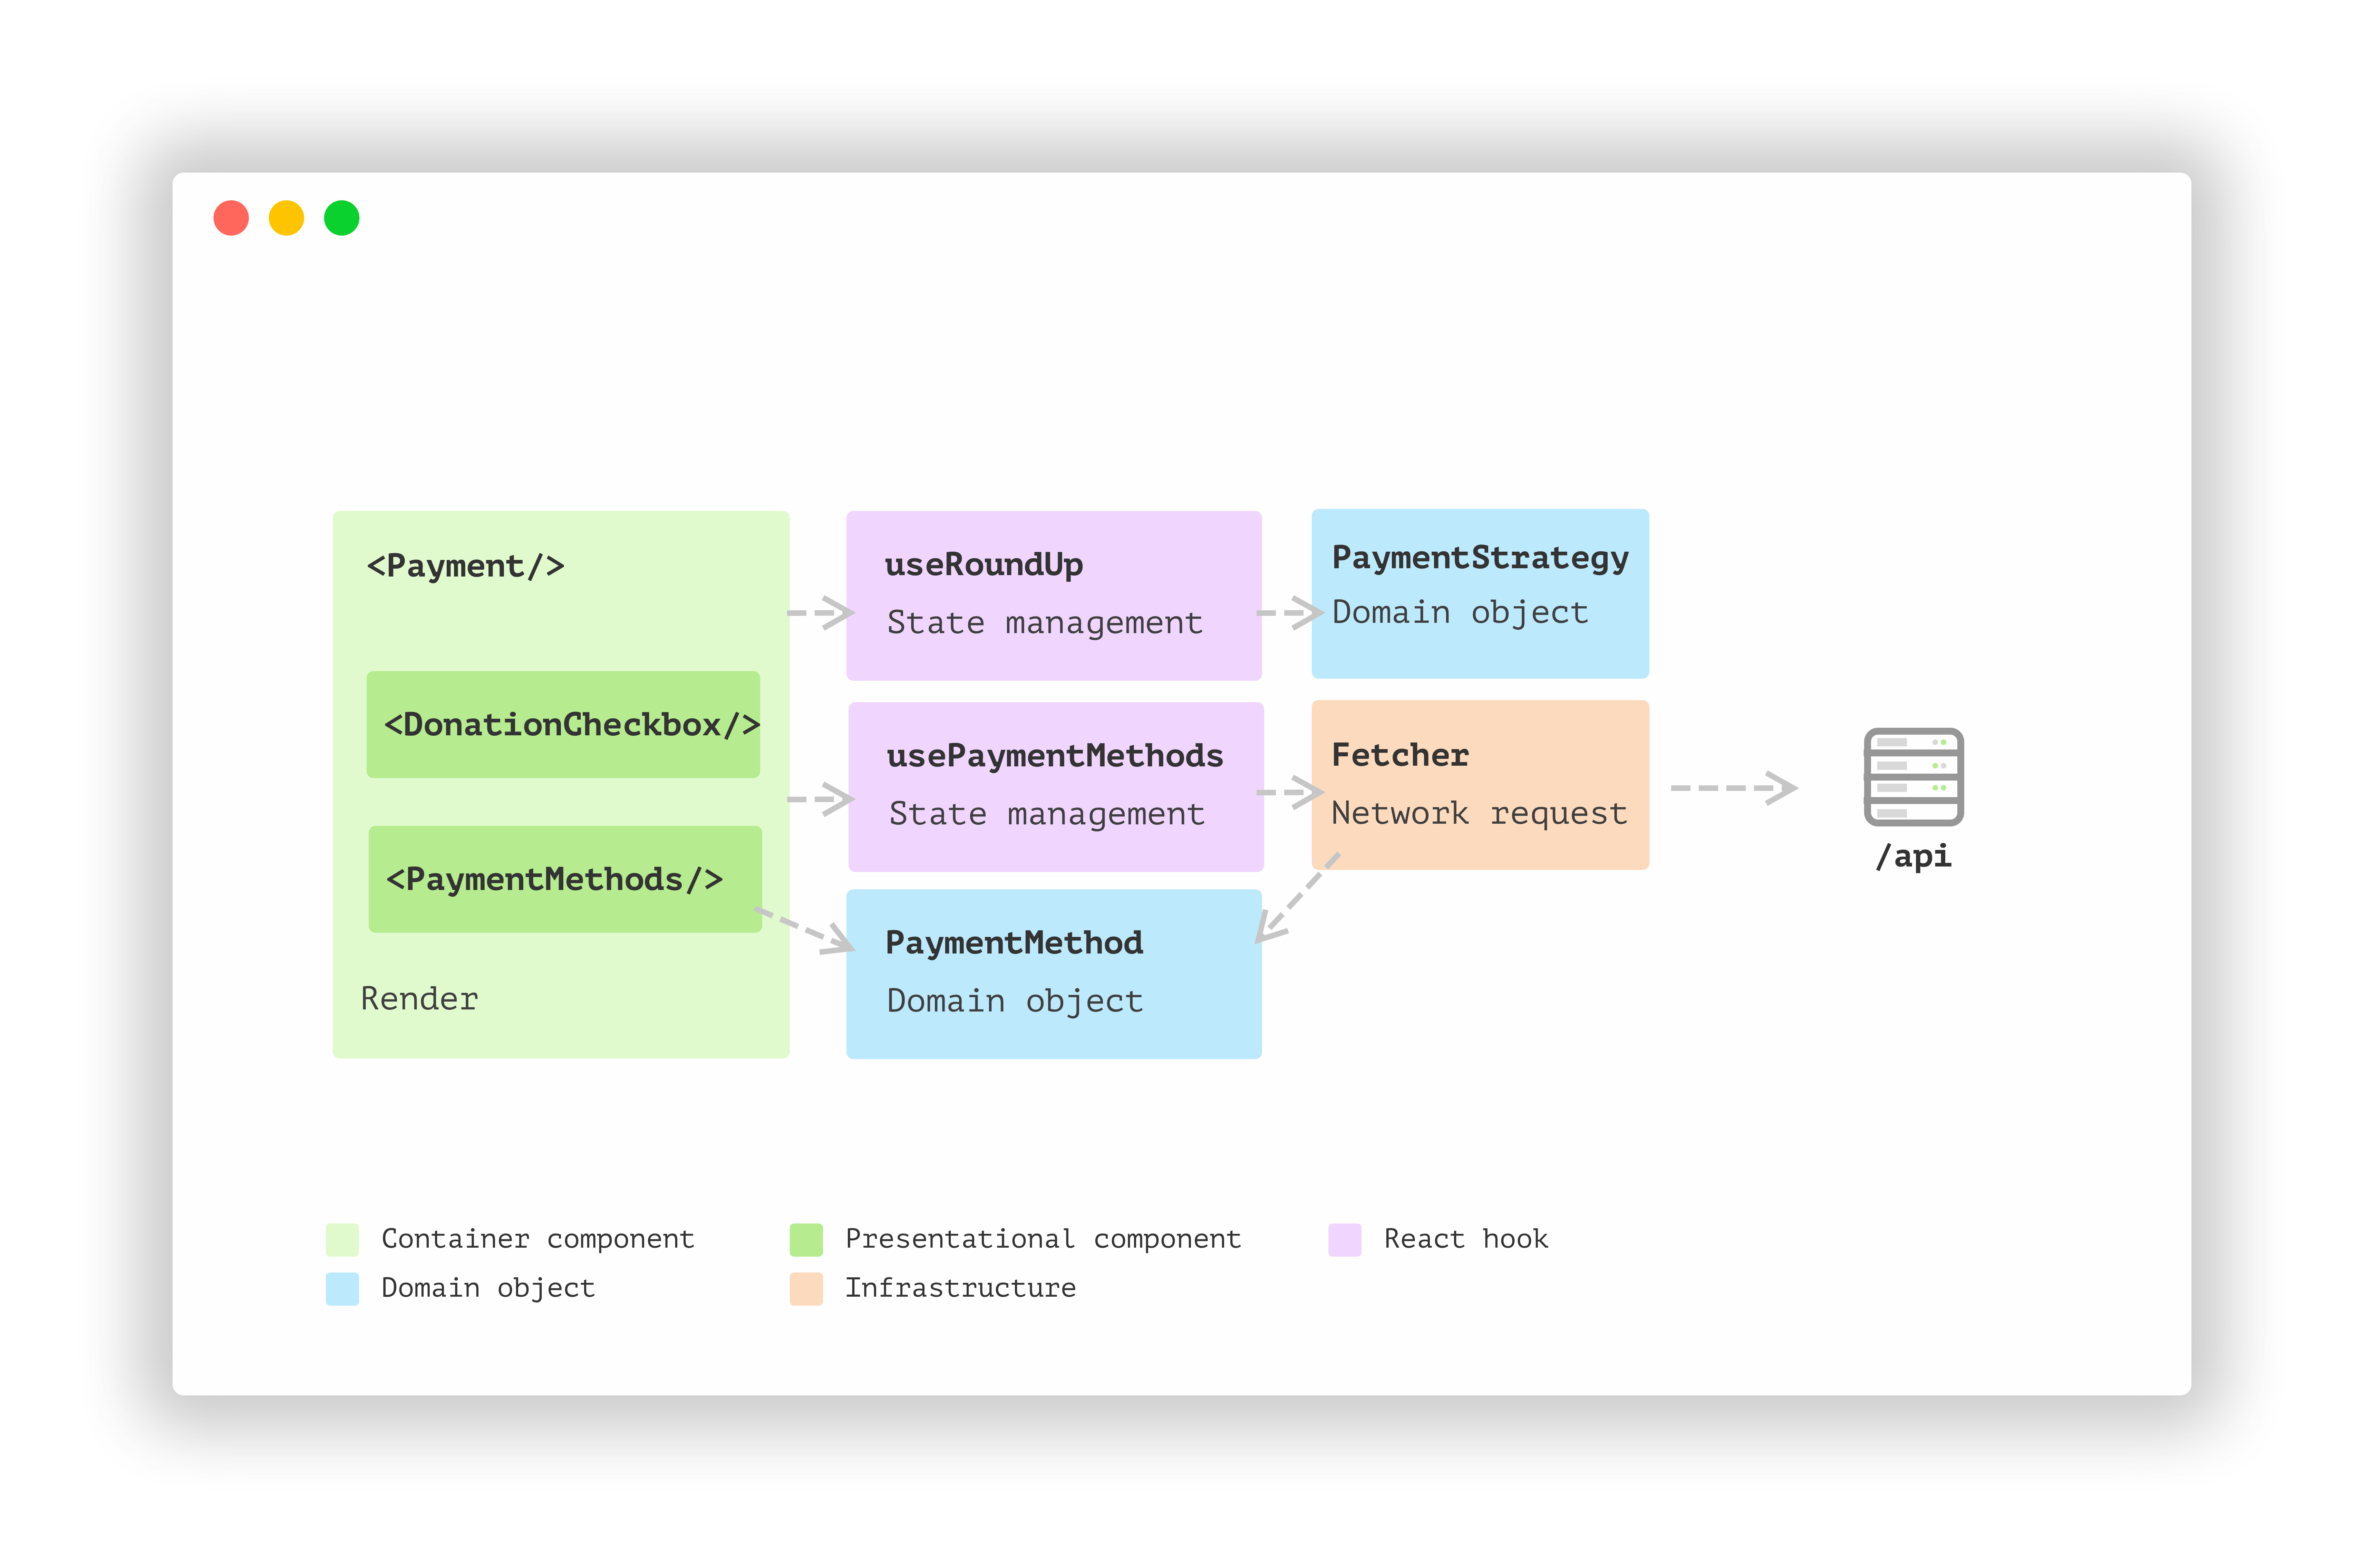 <Payment/>
<DonationCheckbox/>
<PaymentMethods/>
Render
useRoundUp
State management
PaymentStrategy
Domain object
usePaymentMethods
State management
Fetcher
Network request
/api
PaymentMethod
Domain object
Container component
Presentational component
React hook
Domain object
Infrastructure